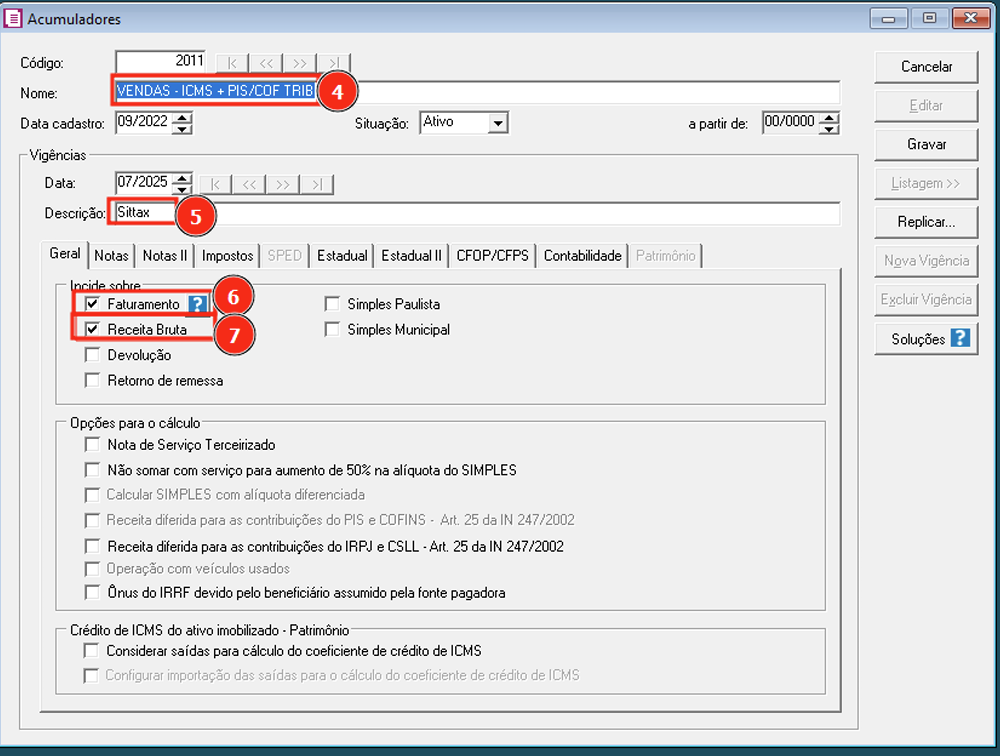 Acumuladores
Código: 2011 |< << >> >| Cancelar
Nome: VENDAS - ICMS + PIS/COF TRIB 4
Editar
Data cadastro: 09/2022 Situação: Ativo a partir de: 00/0000
Gravar
Vigências
Data: 07/2025 |< << >> >| Listagem >>
Descrição: Sittax 5 Replicar...
Geral Notas Notas II Impostos SPED Estadual Estadual II CFOP/CFPS Contabilidade Patrimônio
Nova Vigência
Incide sobre
Faturamento ? 6 Simples Paulista Excluir Vigência
Receita Bruta 7 Simples Municipal
Soluções ?
Devolução
Retorno de remessa
Opções para o cálculo
Nota de Serviço Terceirizado
Não somar com serviço para aumento de 50% na alíquota do SIMPLES
Calcular SIMPLES com alíquota diferenciada
Receita diferida para as contribuições do PIS e COFINS - Art. 25 da IN 247/2002
Receita diferida para as contribuições do IRPJ e CSLL - Art. 25 da IN 247/2002
Operação com veículos usados
Ônus do IRRF devido pelo beneficiário assumido pela fonte pagadora
Crédito de ICMS do ativo imobilizado - Patrimônio
Considerar saídas para cálculo do coeficiente de crédito de ICMS
Configurar importação das saídas para o cálculo do coeficiente de crédito de ICMS